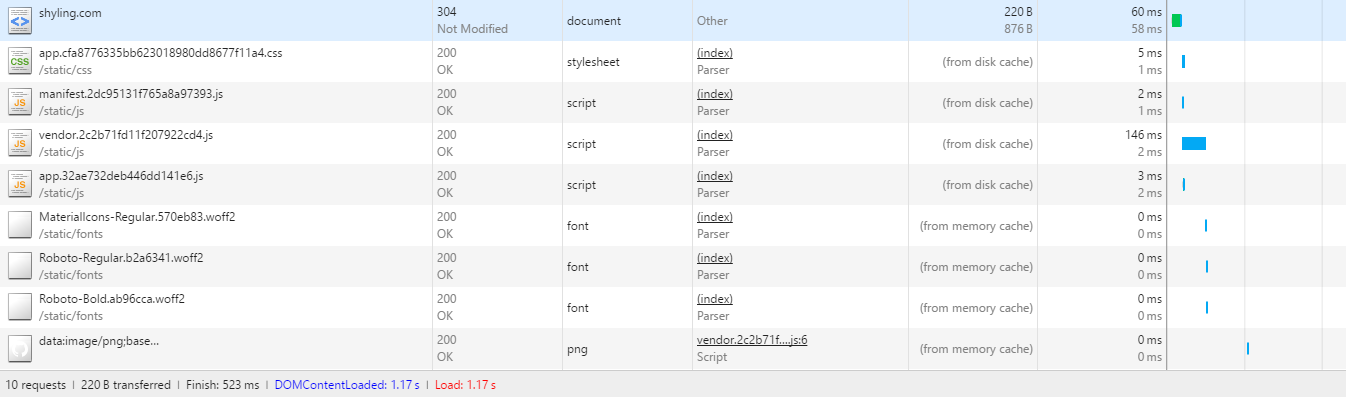 shyling.com 304 Not Modified document Other 220 B 876 B 60 ms 58 ms
app.cfa8776335bb623018980dd8677f11a4.css /static/css 200 OK stylesheet (index) Parser (from disk cache) 5 ms 1 ms
manifest.2dc95131f765a8a97393.js /static/js 200 OK script (index) Parser (from disk cache) 2 ms 1 ms
vendor.2c2b71fd11f207922cd4.js /static/js 200 OK script (index) Parser (from disk cache) 146 ms 2 ms
app.32ae732deb446dd141e6.js /static/js 200 OK script (index) Parser (from disk cache) 3 ms 2 ms
MaterialIcons-Regular.570eb83.woff2 /static/fonts 200 OK font (index) Parser (from memory cache) 0 ms 0 ms
Roboto-Regular.b2a6341.woff2 /static/fonts 200 OK font (index) Parser (from memory cache) 0 ms 0 ms
Roboto-Bold.ab96cca.woff2 /static/fonts 200 OK font (index) Parser (from memory cache) 0 ms 0 ms
data:image/png;base... 200 OK png vendor.2c2b71f....js:6 Script (from memory cache) 0 ms 0 ms
10 requests | 220 B transferred | Finish: 523 ms | DOMContentLoaded: 1.17 s | Load: 1.17 s